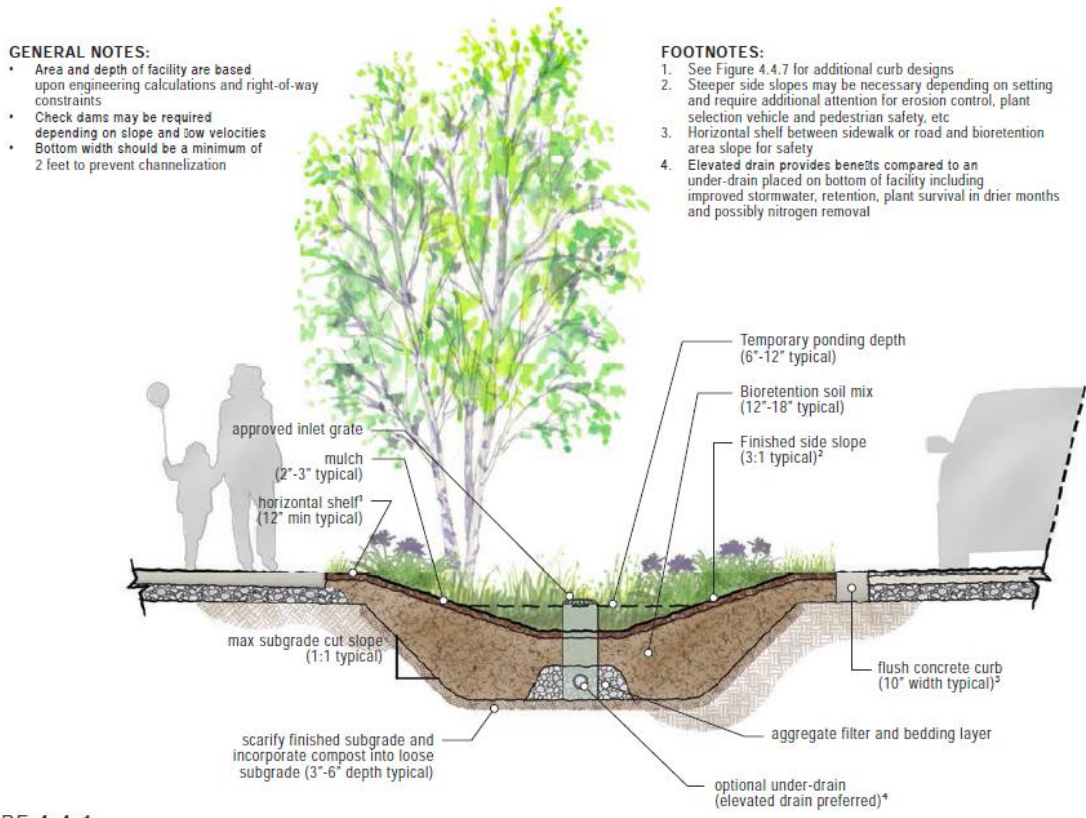 GENERAL NOTES:
• Area and depth of facility are based
upon engineering calculations and right-of-way
constraints
• Check dams may be required
depending on slope and low velocities
• Bottom width should be a minimum of
2 feet to prevent channelization
FOOTNOTES:
1. See Figure 4.4.7 for additional curb designs
2. Steeper side slopes may be necessary depending on setting
and require additional attention for erosion control, plant
selection vehicle and pedestrian safety, etc
3. Horizontal shelf between sidewalk or road and bioretention
area slope for safety
4. Elevated drain provides benefits compared to an
under-drain placed on bottom of facility including
improved stormwater, retention, plant survival in drier months
and possibly nitrogen removal
Temporary ponding depth
(6"-12" typical)
Bioretention soil mix
(12"-18" typical)
Finished side slope
(3:1 typical)²
approved inlet grate
mulch
(2"-3" typical)
horizontal shelf³
(12" min typical)
max subgrade cut slope
(1:1 typical)
scarify finished subgrade and
incorporate compost into loose
subgrade (3"-6" depth typical)
flush concrete curb
(10" width typical)³
aggregate filter and bedding layer
optional under-drain
(elevated drain preferred)⁴